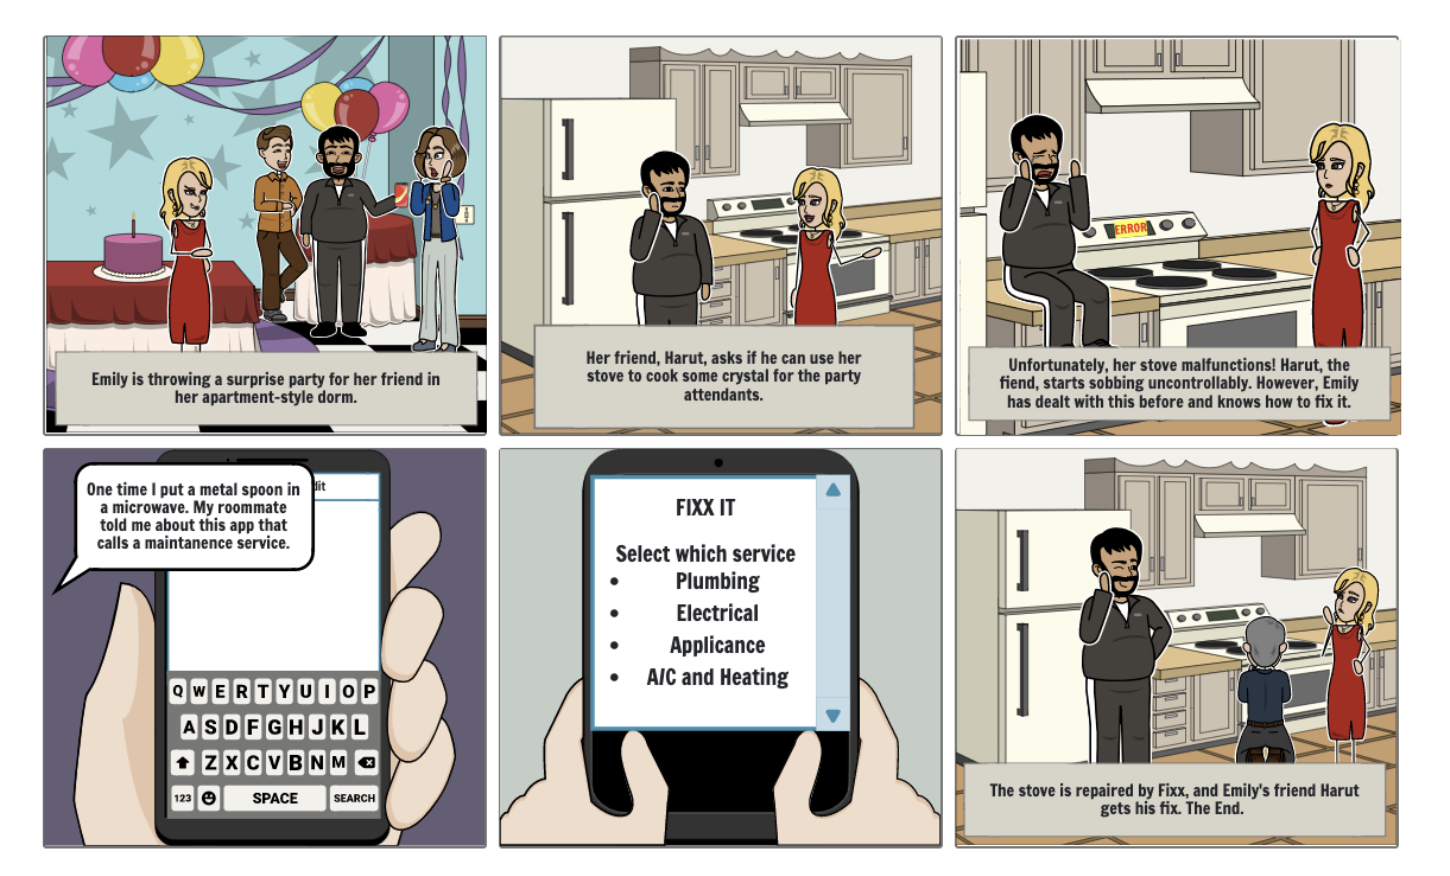 Emily is throwing a surprise party for her friend in
her apartment-style dorm.
Her friend, Harut, asks if he can use her
stove to cook some crystal for the party
attendants.
ERROR
Unfortunately, her stove malfunctions! Harut, the
fiend, starts sobbing uncontrollably. However, Emily
has dealt with this before and knows how to fix it.
One time I put a metal spoon in
a microwave. My roommate
told me about this app that
calls a maintanence service.
dit
Q W E R T Y U I O P
A S D F G H J K L
Z X C V B N M
123 SPACE SEARCH
FIXX IT
Select which service
• Plumbing
• Electrical
• Applicance
• A/C and Heating
The stove is repaired by Fixx, and Emily's friend Harut
gets his fix. The End.